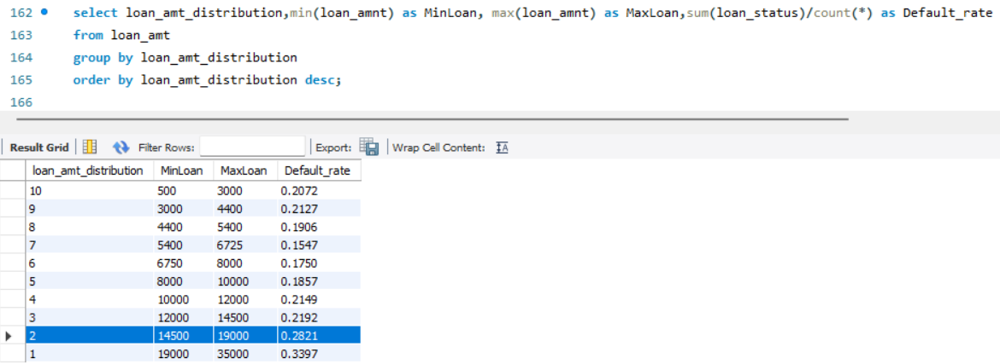 162 select loan_amt_distribution,min(loan_amnt) as MinLoan, max(loan_amnt) as MaxLoan,sum(loan_status)/count(*) as Default_rate
163 from loan_amt
164 group by loan_amt_distribution
165 order by loan_amt_distribution desc;
166
Result Grid Filter Rows: Export: Wrap Cell Content: IA
loan_amt_distribution MinLoan MaxLoan Default_rate
10 500 3000 0.2072
9 3000 4400 0.2127
8 4400 5400 0.1906
7 5400 6725 0.1547
6 6750 8000 0.1750
5 8000 10000 0.1857
4 10000 12000 0.2149
3 12000 14500 0.2192
2 14500 19000 0.2821
1 19000 35000 0.3397